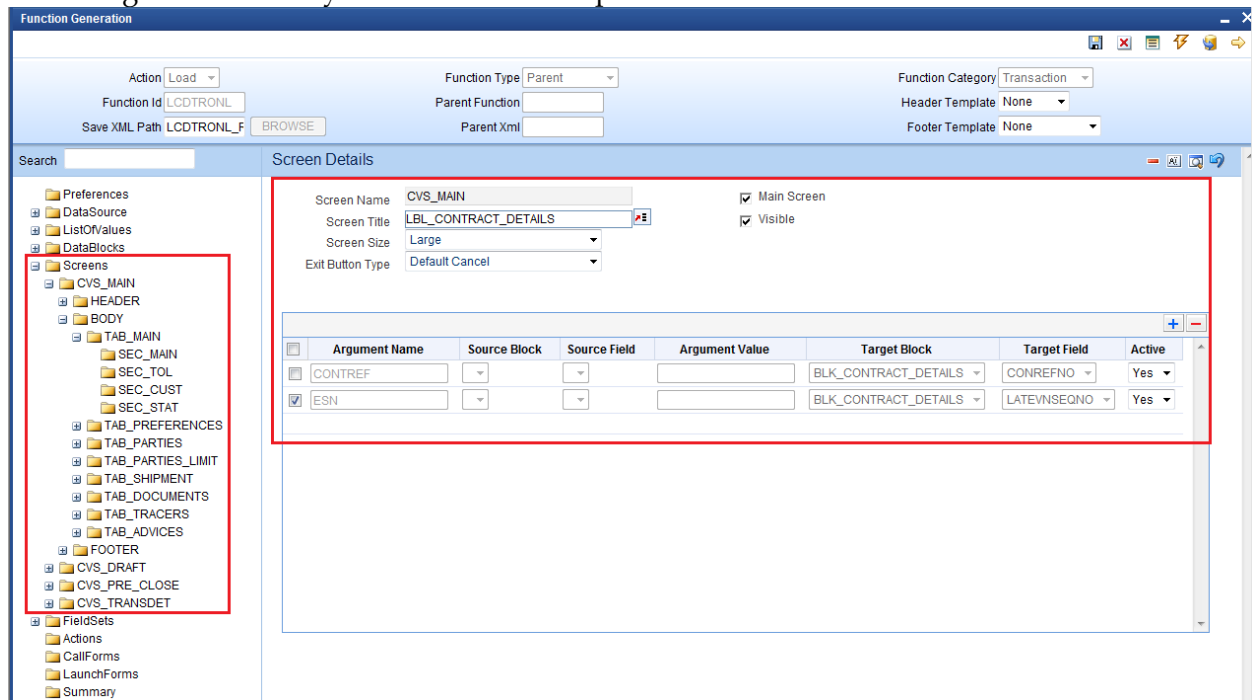 Function Generation
Action Load Function Type Parent Function Category Transaction
Function Id LCDTRONL Parent Function Header Template None
Save XML Path LCDTRONL_F BROWSE Parent Xml Footer Template None
Search Screen Details
Preferences
DataSource
ListOfValues
DataBlocks
Screens
CVS_MAIN
HEADER
BODY
TAB_MAIN
SEC_MAIN
SEC_TOL
SEC_CUST
SEC_STAT
TAB_PREFERENCES
TAB_PARTIES
TAB_PARTIES_LIMIT
TAB_SHIPMENT
TAB_DOCUMENTS
TAB_TRACERS
TAB_ADVICES
FOOTER
CVS_DRAFT
CVS_PRE_CLOSE
CVS_TRANSDET
FieldSets
Actions
CallForms
LaunchForms
Summary
Screen Name CVS_MAIN Main Screen
Screen Title LBL_CONTRACT_DETAILS Visible
Screen Size Large
Exit Button Type Default Cancel
Argument Name Source Block Source Field Argument Value Target Block Target Field Active
CONTREF BLK_CONTRACT_DETAILS CONREFNO Yes
ESN BLK_CONTRACT_DETAILS LATEVNSEQNO Yes